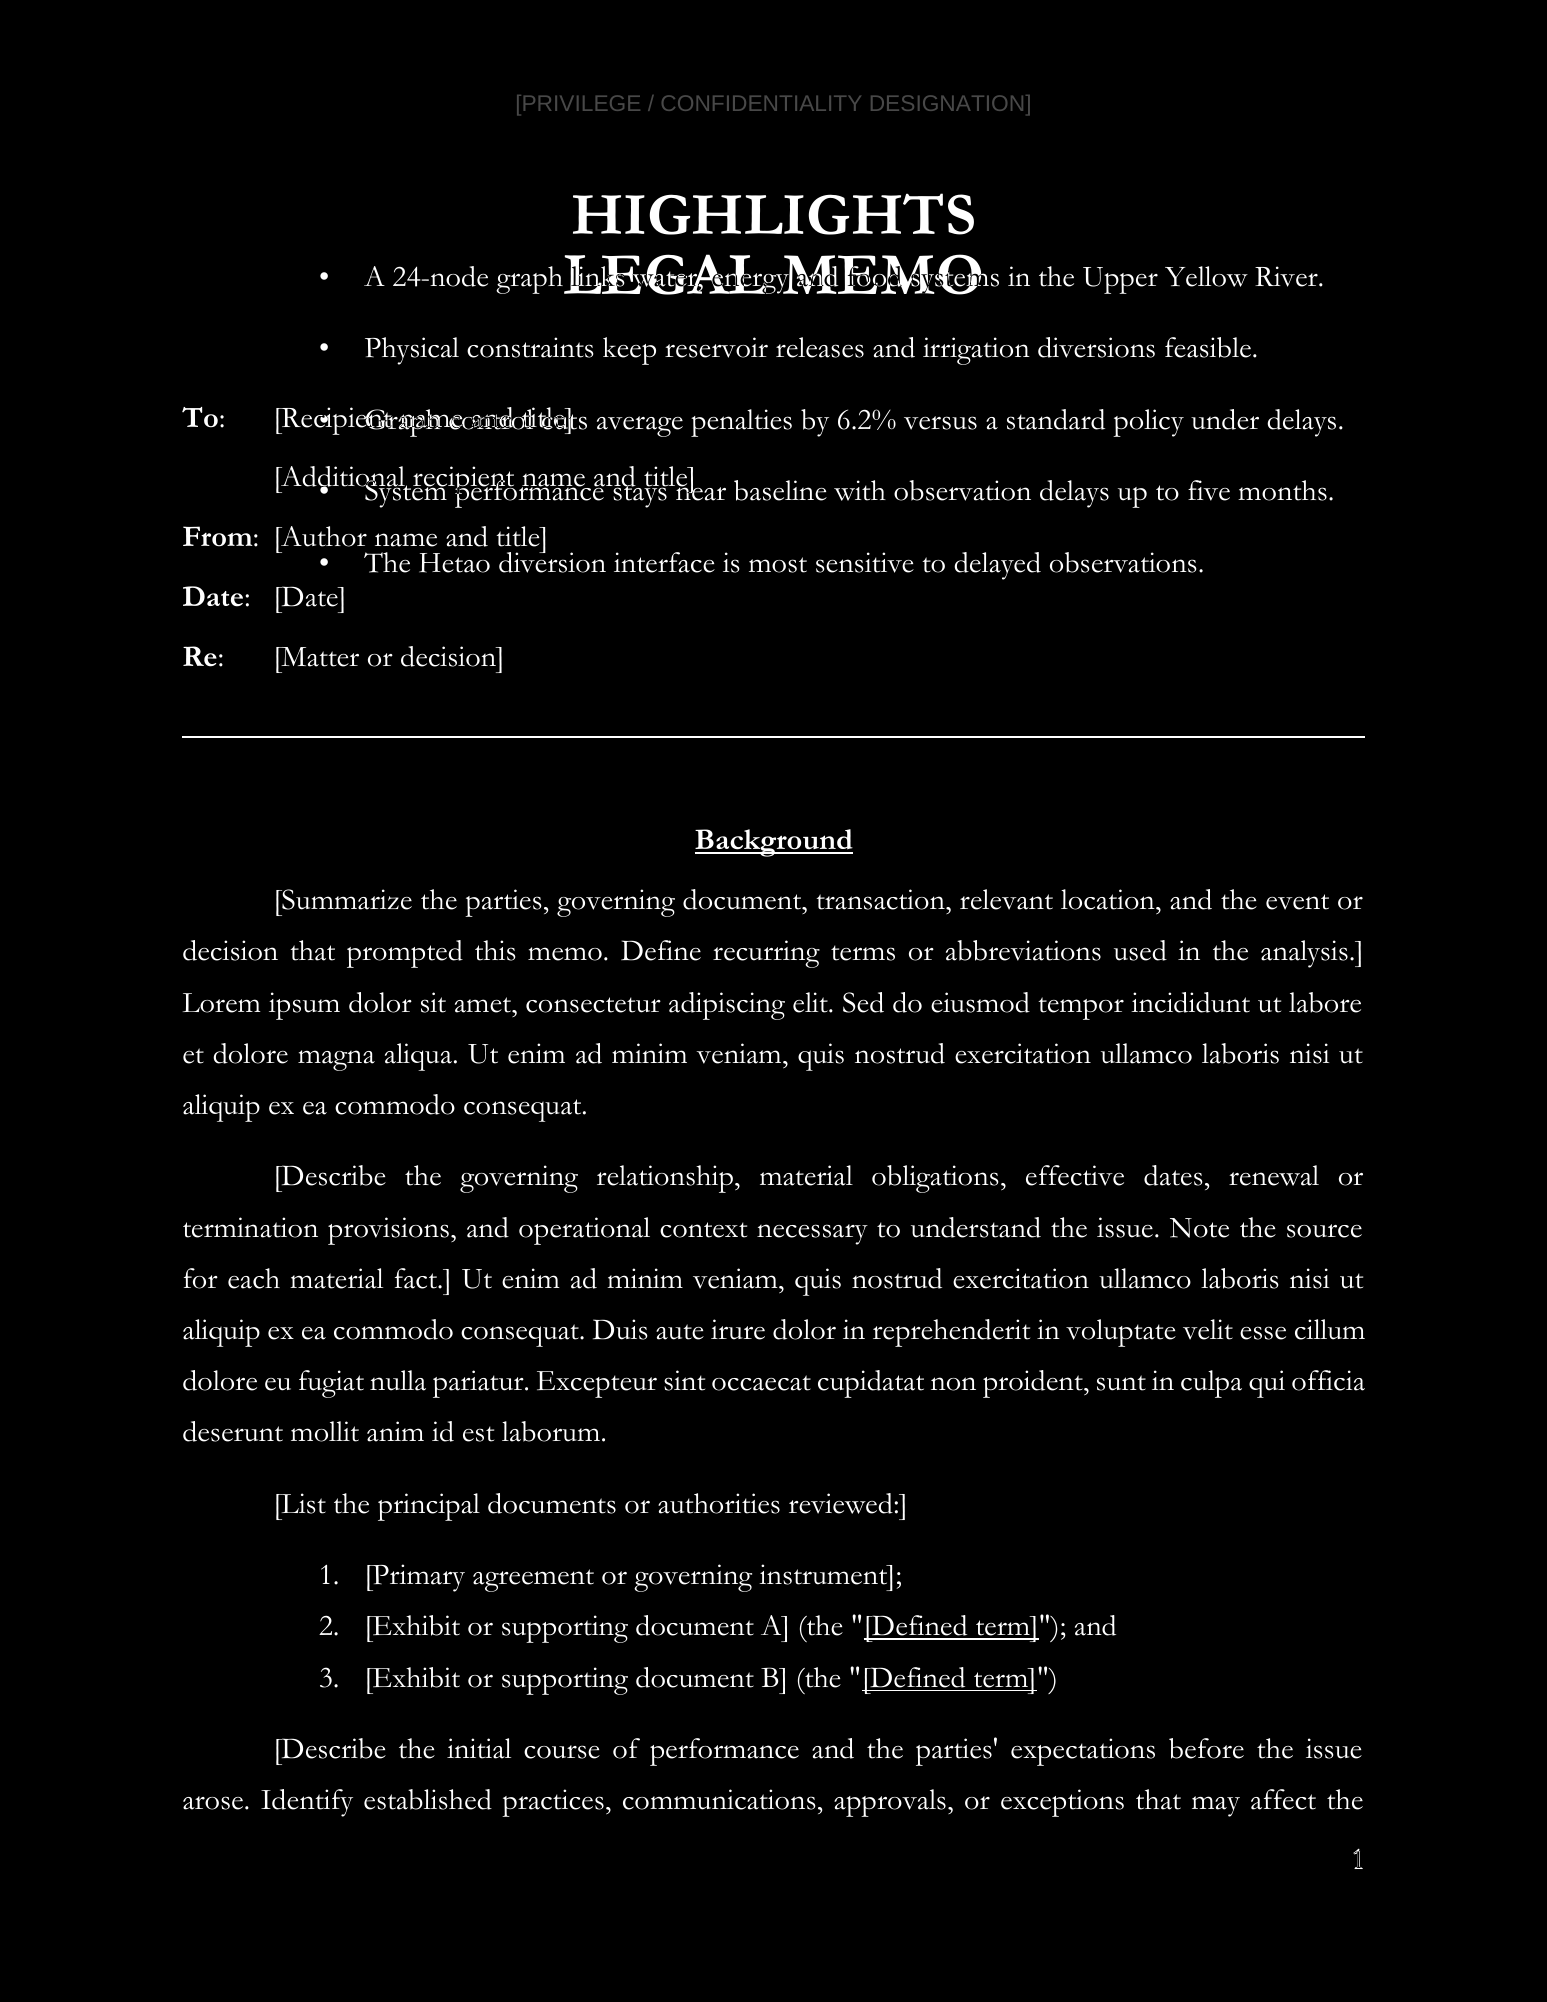 [PRIVILEGE / CONFIDENTIALITY DESIGNATION]
HIGHLIGHTS
LEGAL MEMO
• A 24-node graph links water, energy and food systems in the Upper Yellow River.
• Physical constraints keep reservoir releases and irrigation diversions feasible.
To: [Recipient name and title]
• Graph control cuts average penalties by 6.2% versus a standard policy under delays.
[Additional recipient name and title]
• System performance stays near baseline with observation delays up to five months.
From: [Author name and title]
• The Hetao diversion interface is most sensitive to delayed observations.
Date: [Date]
Re: [Matter or decision]
Background
[Summarize the parties, governing document, transaction, relevant location, and the event or
decision that prompted this memo. Define recurring terms or abbreviations used in the analysis.]
Lorem ipsum dolor sit amet, consectetur adipiscing elit. Sed do eiusmod tempor incididunt ut labore
et dolore magna aliqua. Ut enim ad minim veniam, quis nostrud exercitation ullamco laboris nisi ut
aliquip ex ea commodo consequat.
[Describe the governing relationship, material obligations, effective dates, renewal or
termination provisions, and operational context necessary to understand the issue. Note the source
for each material fact.] Ut enim ad minim veniam, quis nostrud exercitation ullamco laboris nisi ut
aliquip ex ea commodo consequat. Duis aute irure dolor in reprehenderit in voluptate velit esse cillum
dolore eu fugiat nulla pariatur. Excepteur sint occaecat cupidatat non proident, sunt in culpa qui officia
deserunt mollit anim id est laborum.
[List the principal documents or authorities reviewed:]
1. [Primary agreement or governing instrument];
2. [Exhibit or supporting document A] (the "[Defined term]"); and
3. [Exhibit or supporting document B] (the "[Defined term]")
[Describe the initial course of performance and the parties' expectations before the issue
arose. Identify established practices, communications, approvals, or exceptions that may affect the
1